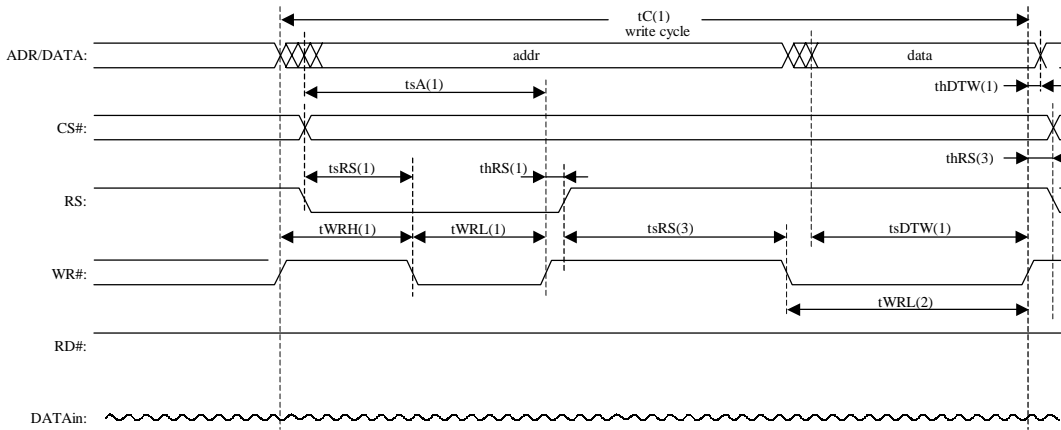 tC(1)
write cycle
ADR/DATA:
addr
data
tsA(1)
thDTW(1)
CS#:
tsRS(1)
thRS(1)
thRS(3)
RS:
tWRH(1)
tWRL(1)
tsRS(3)
tsDTW(1)
WR#:
tWRL(2)
RD#:
DATAin: